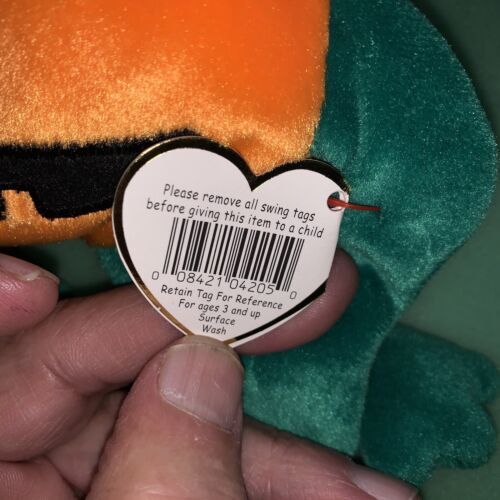 Please remove all swing tags
before giving this item to a child
0 08421 04205 0
Retain Tag For Reference
For ages 3 and up
Surface
Wash